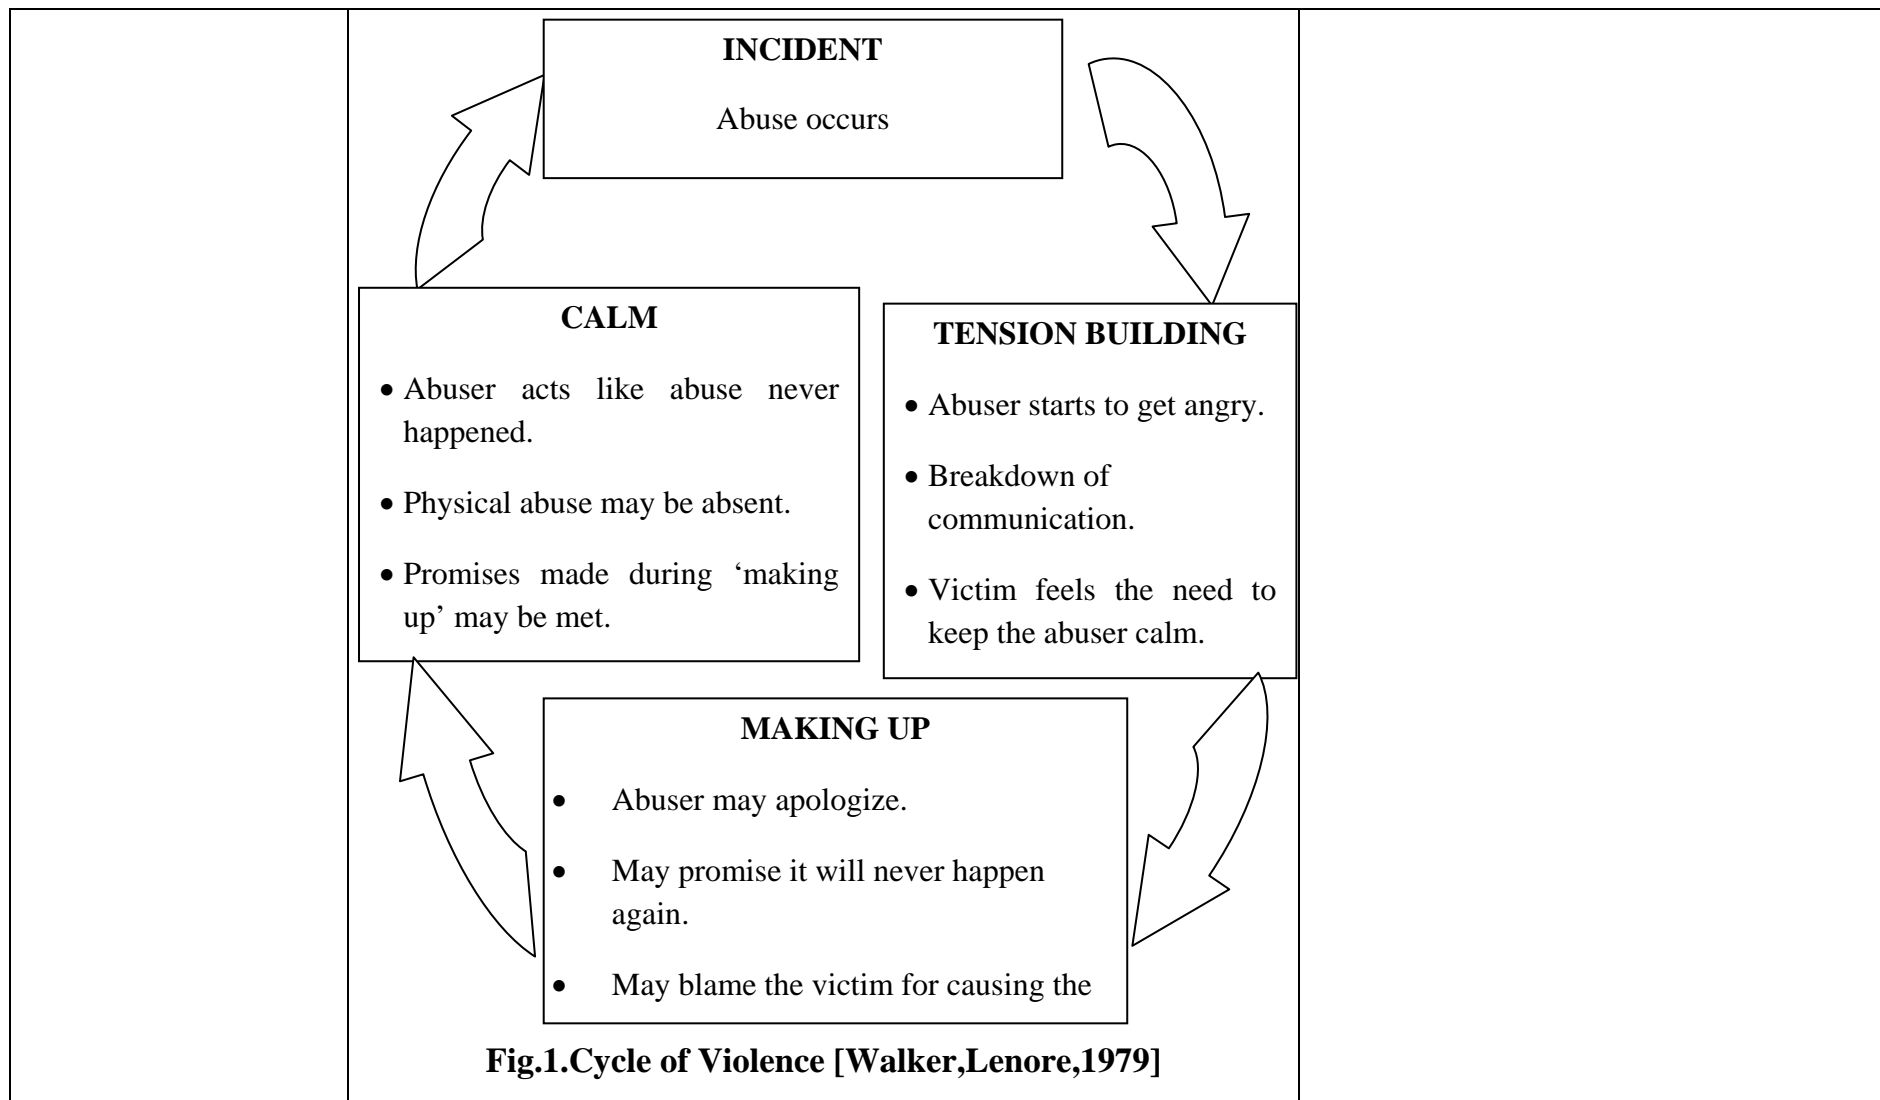 INCIDENT
Abuse occurs
CALM
• Abuser acts like abuse never
happened.
• Physical abuse may be absent.
• Promises made during ‘making
up’ may be met.
TENSION BUILDING
• Abuser starts to get angry.
• Breakdown of
communication.
• Victim feels the need to
keep the abuser calm.
MAKING UP
• Abuser may apologize.
• May promise it will never happen
again.
• May blame the victim for causing the
Fig.1.Cycle of Violence [Walker,Lenore,1979]